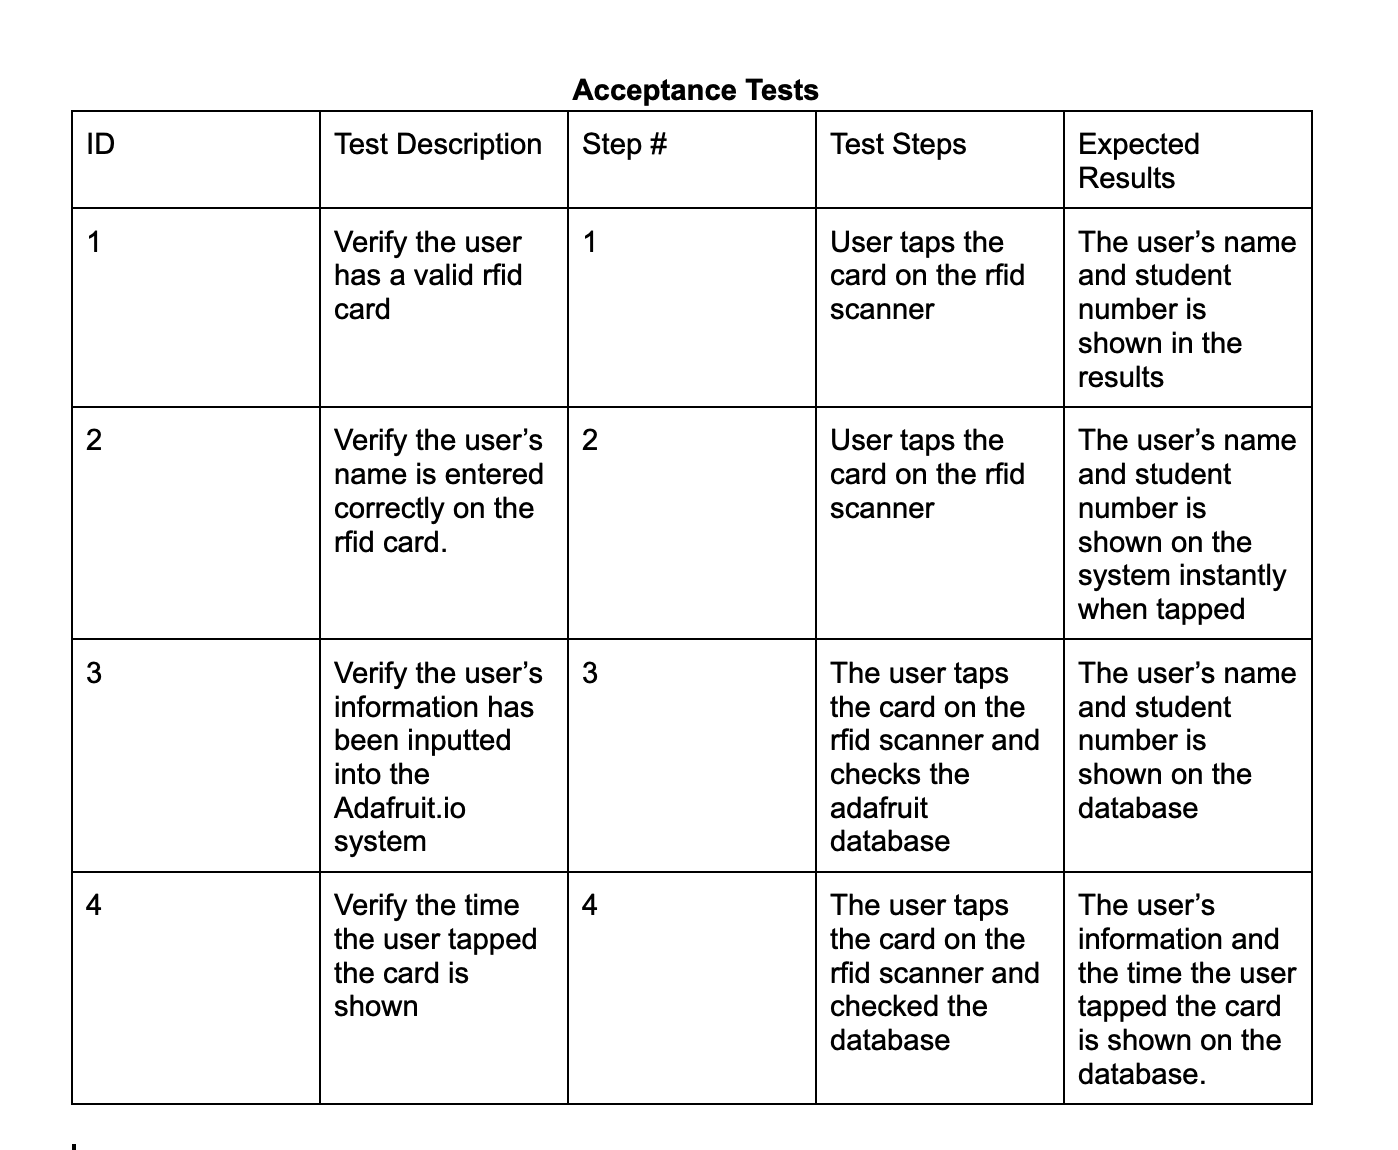 Acceptance Tests
ID
Test Description
Step #
Test Steps
Expected
Results
1
Verify the user
has a valid rfid
card
1
User taps the
card on the rfid
scanner
The user’s name
and student
number is
shown in the
results
2
Verify the user’s
name is entered
correctly on the
rfid card.
2
User taps the
card on the rfid
scanner
The user’s name
and student
number is
shown on the
system instantly
when tapped
3
Verify the user’s
information has
been inputted
into the
Adafruit.io
system
3
The user taps
the card on the
rfid scanner and
checks the
adafruit
database
The user’s name
and student
number is
shown on the
database
4
Verify the time
the user tapped
the card is
shown
4
The user taps
the card on the
rfid scanner and
checked the
database
The user’s
information and
the time the user
tapped the card
is shown on the
database.